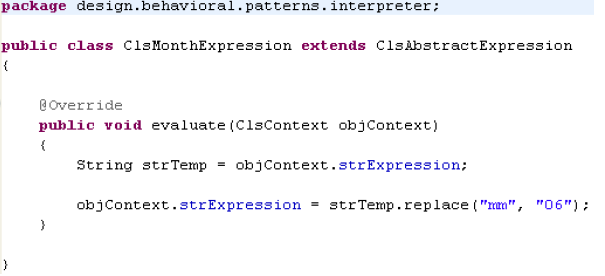 package design.behavioral.patterns.interpreter;
public class ClsMonthExpression extends ClsAbstractExpression
{
@Override
public void evaluate(ClsContext objContext)
{
String strTemp = objContext.strExpression;
objContext.strExpression = strTemp.replace("mm", "06");
}
}